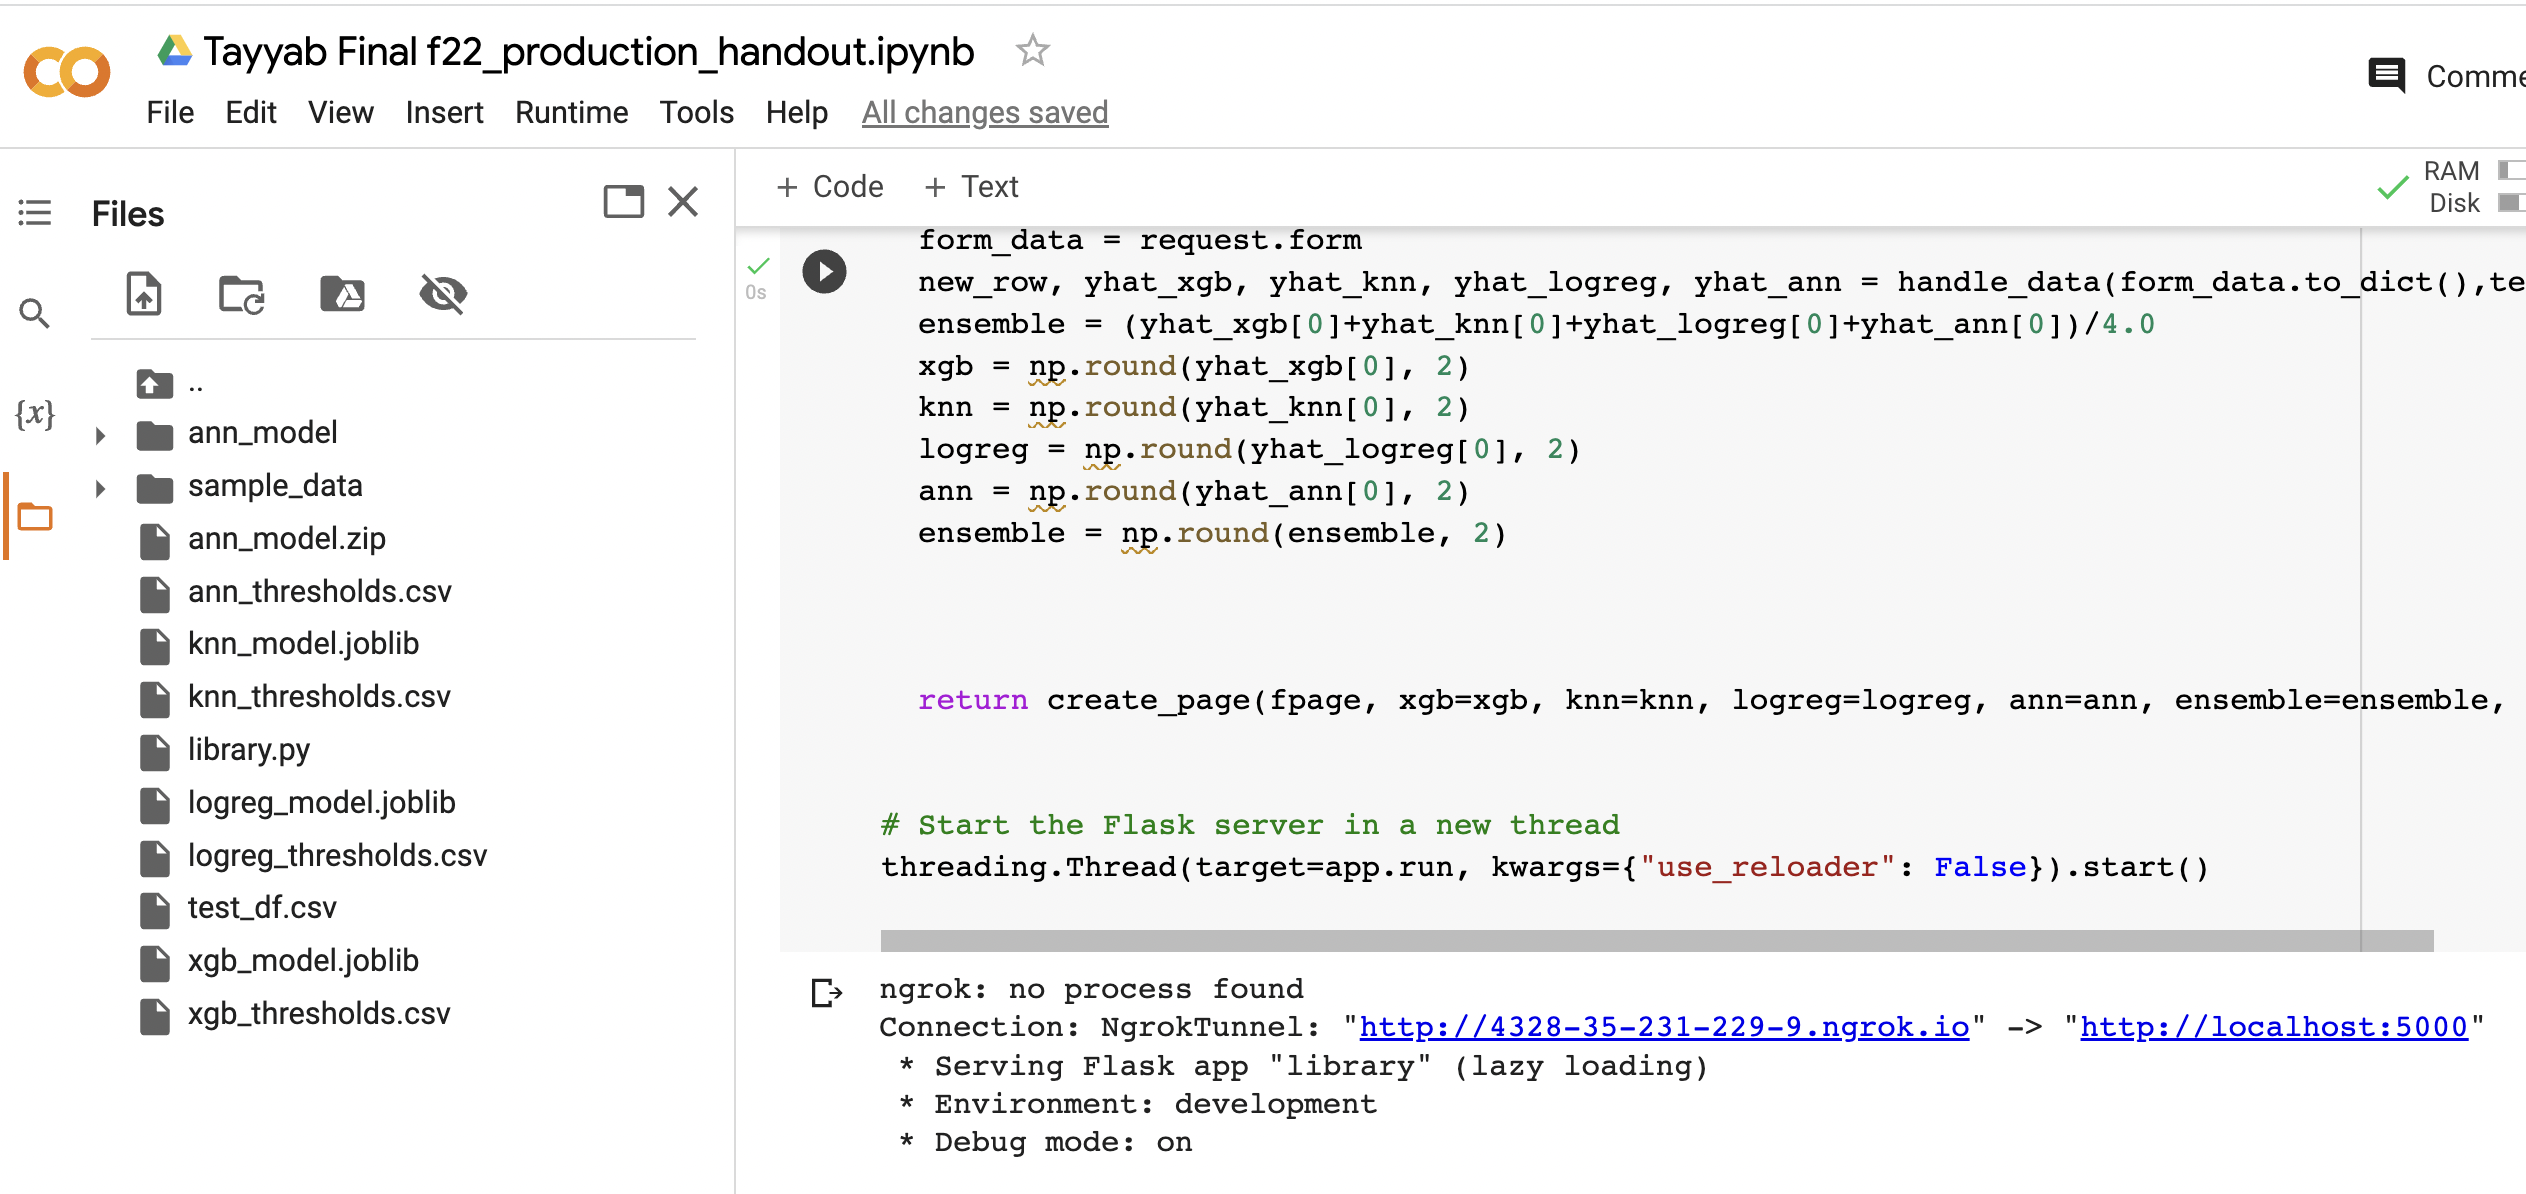 Tayyab Final f22_production_handout.ipynb
File Edit View Insert Runtime Tools Help All changes saved
Comme
Files
+ Code + Text
RAM
Disk
..
ann_model
sample_data
ann_model.zip
ann_thresholds.csv
knn_model.joblib
knn_thresholds.csv
library.py
logreg_model.joblib
logreg_thresholds.csv
test_df.csv
xgb_model.joblib
xgb_thresholds.csv
{x}
0s
form_data = request.form
new_row, yhat_xgb, yhat_knn, yhat_logreg, yhat_ann = handle_data(form_data.to_dict(),te
ensemble = (yhat_xgb[0]+yhat_knn[0]+yhat_logreg[0]+yhat_ann[0])/4.0
xgb = np.round(yhat_xgb[0], 2)
knn = np.round(yhat_knn[0], 2)
logreg = np.round(yhat_logreg[0], 2)
ann = np.round(yhat_ann[0], 2)
ensemble = np.round(ensemble, 2)
return create_page(fpage, xgb=xgb, knn=knn, logreg=logreg, ann=ann, ensemble=ensemble,
# Start the Flask server in a new thread
threading.Thread(target=app.run, kwargs={"use_reloader": False}).start()
ngrok: no process found
Connection: NgrokTunnel: "http://4328-35-231-229-9.ngrok.io" -> "http://localhost:5000"
* Serving Flask app "library" (lazy loading)
* Environment: development
* Debug mode: on